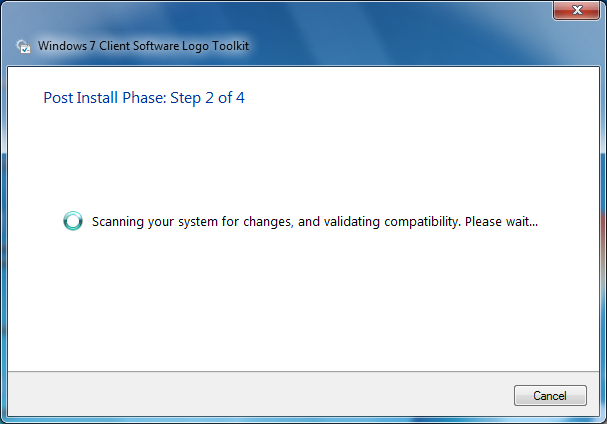 Windows 7 Client Software Logo Toolkit
Post Install Phase: Step 2 of 4
Scanning your system for changes, and validating compatibility. Please wait...
Cancel